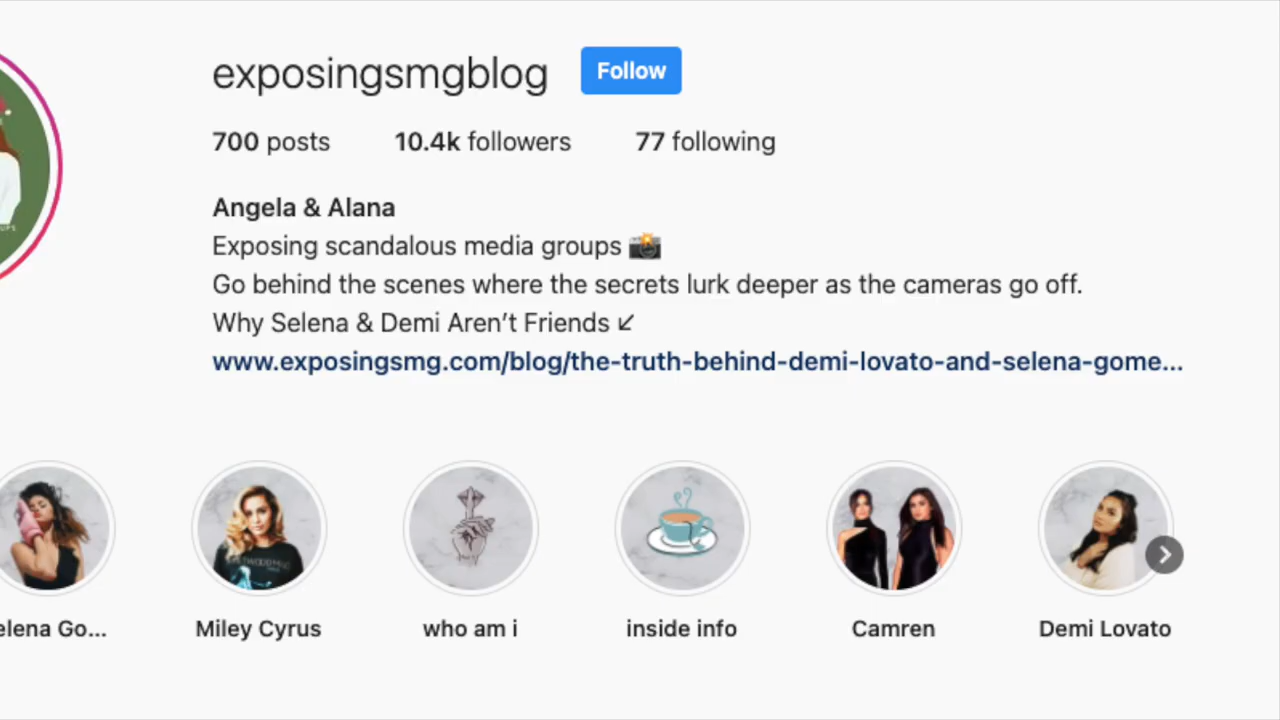 exposingsmgblog Follow
700 posts 10.4k followers 77 following
Angela & Alana
Exposing scandalous media groups 📸
Go behind the scenes where the secrets lurk deeper as the cameras go off.
Why Selena & Demi Aren’t Friends ↙
www.exposingsmg.com/blog/the-truth-behind-demi-lovato-and-selena-gome...
elena Go... Miley Cyrus who am i inside info Camren Demi Lovato